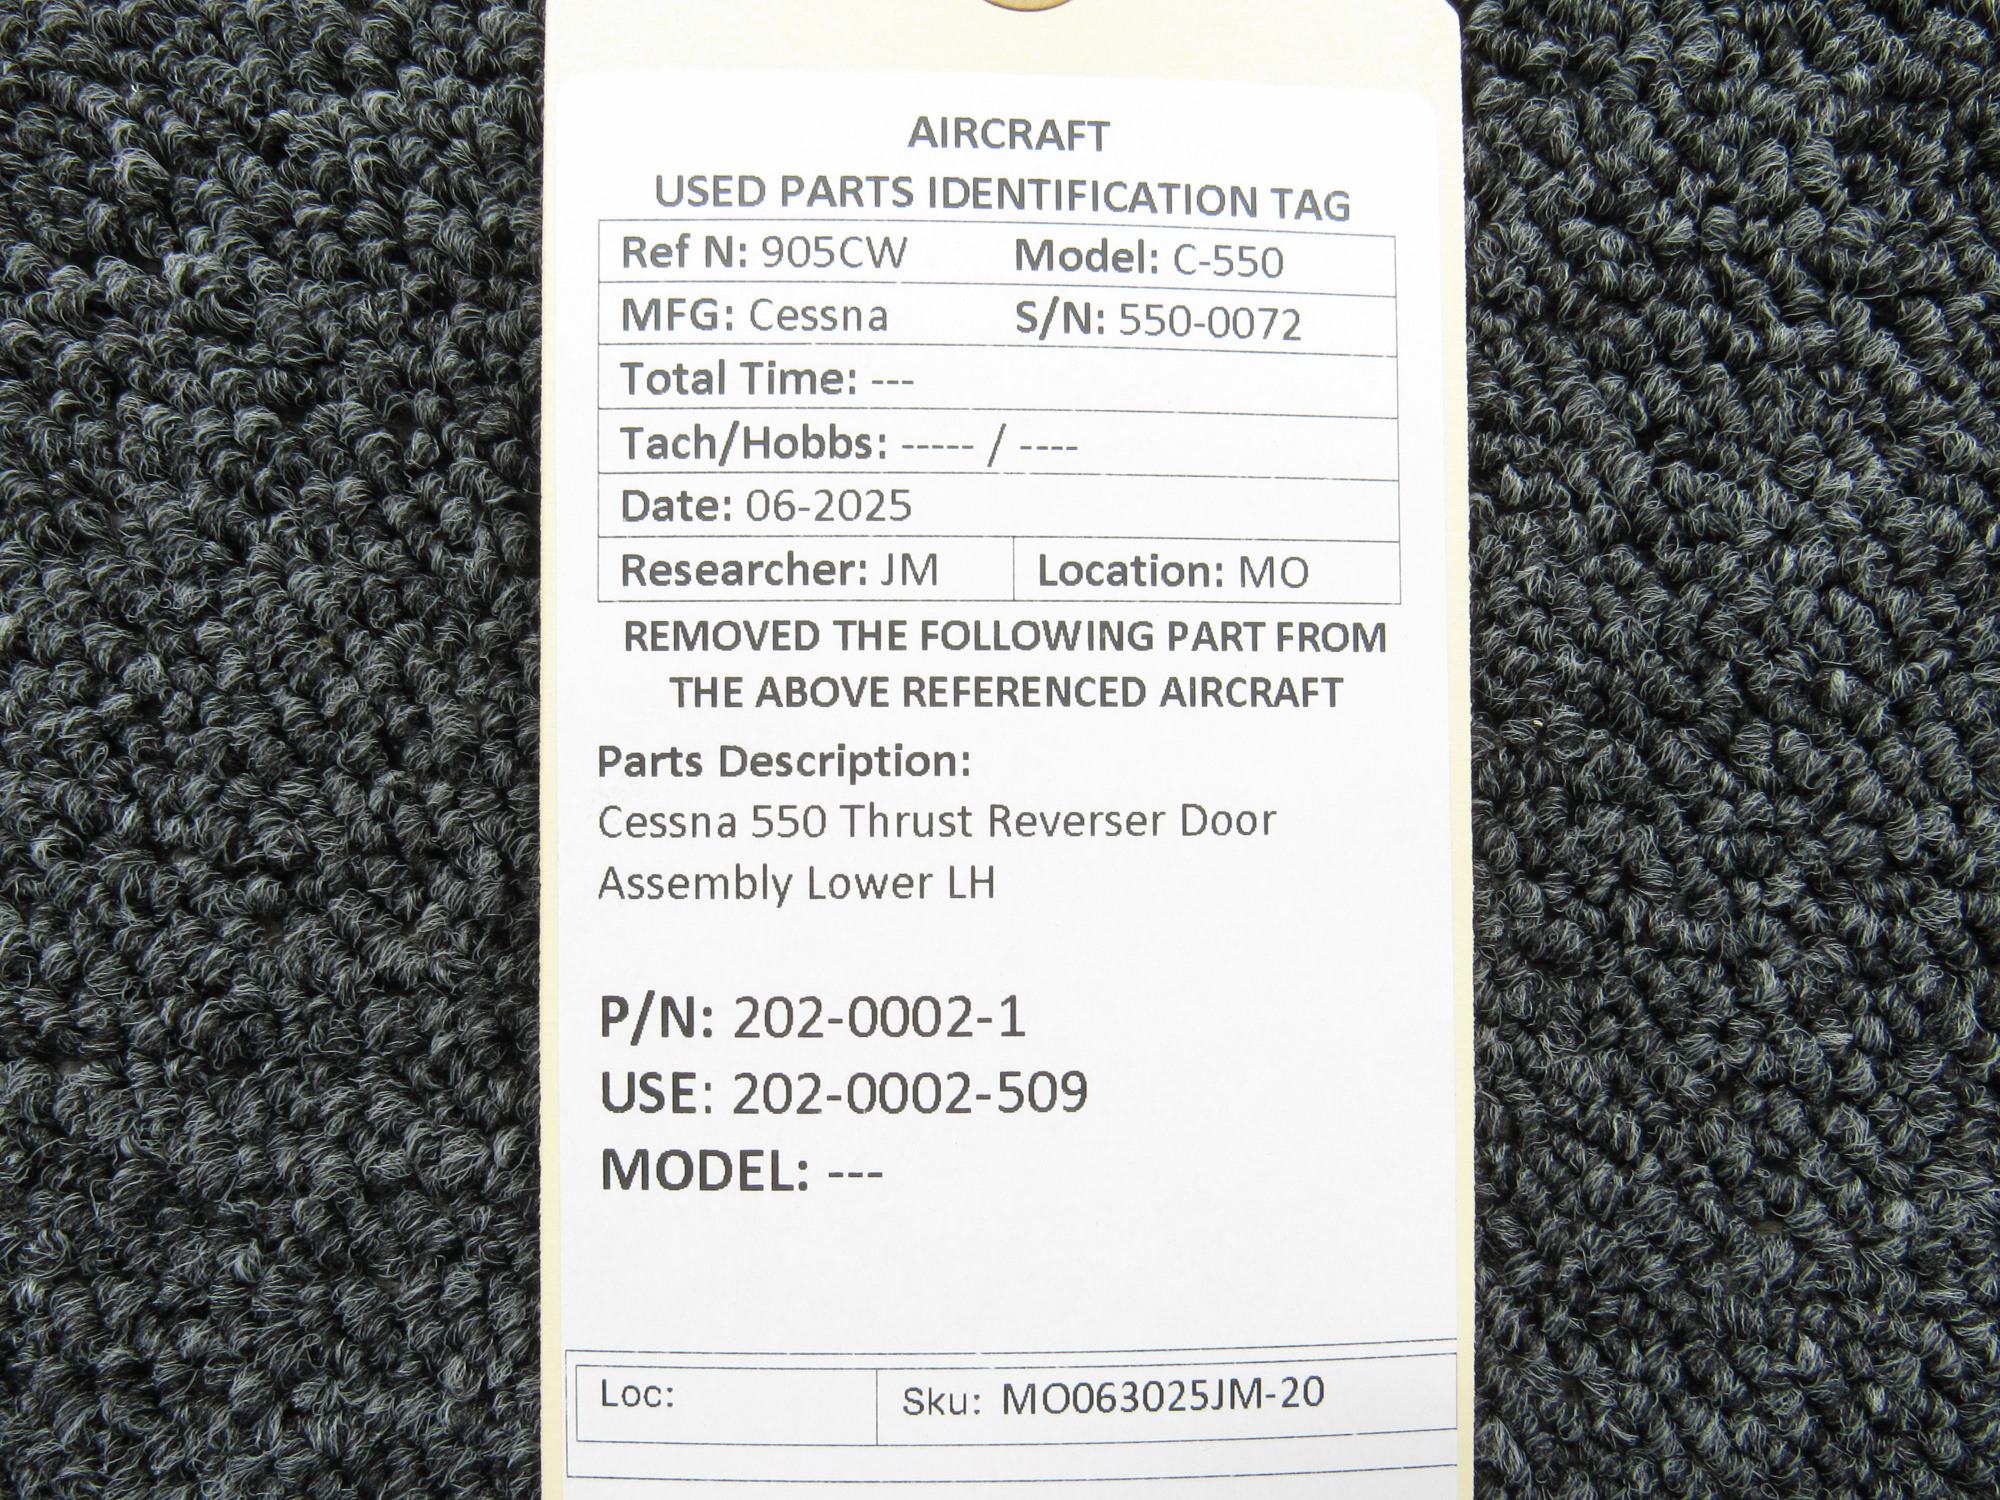 AIRCRAFT
USED PARTS IDENTIFICATION TAG
Ref N: 905CW Model: C-550
MFG: Cessna S/N: 550-0072
Total Time: ---
Tach/Hobbs: ----- / ----
Date: 06-2025
Researcher: JM Location: MO
REMOVED THE FOLLOWING PART FROM
THE ABOVE REFERENCED AIRCRAFT
Parts Description:
Cessna 550 Thrust Reverser Door
Assembly Lower LH
P/N: 202-0002-1
USE: 202-0002-509
MODEL: ---
Loc: Sku: MO063025JM-20